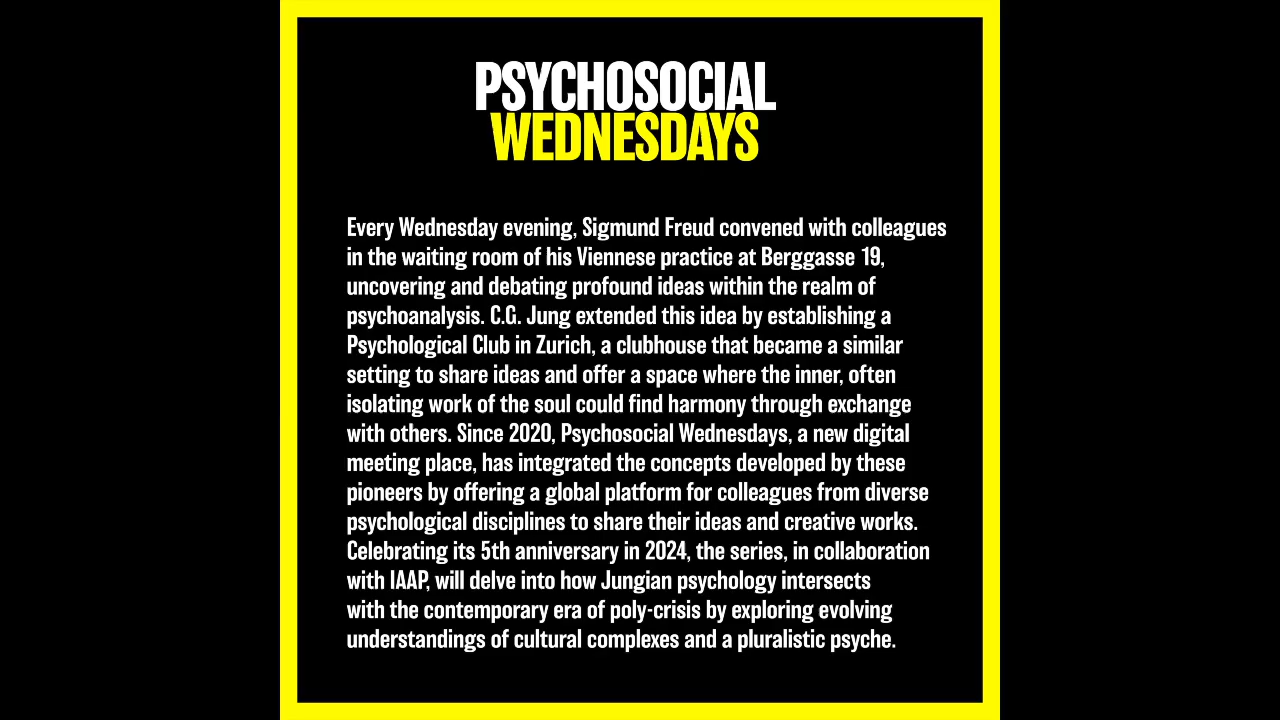 PSYCHOSOCIAL
WEDNESDAYS
Every Wednesday evening, Sigmund Freud convened with colleagues
in the waiting room of his Viennese practice at Berggasse 19,
uncovering and debating profound ideas within the realm of
psychoanalysis. C.G. Jung extended this idea by establishing a
Psychological Club in Zurich, a clubhouse that became a similar
setting to share ideas and offer a space where the inner, often
isolating work of the soul could find harmony through exchange
with others. Since 2020, Psychosocial Wednesdays, a new digital
meeting place, has integrated the concepts developed by these
pioneers by offering a global platform for colleagues from diverse
psychological disciplines to share their ideas and creative works.
Celebrating its 5th anniversary in 2024, the series, in collaboration
with IAAP, will delve into how Jungian psychology intersects
with the contemporary era of poly-crisis by exploring evolving
understandings of cultural complexes and a pluralistic psyche.